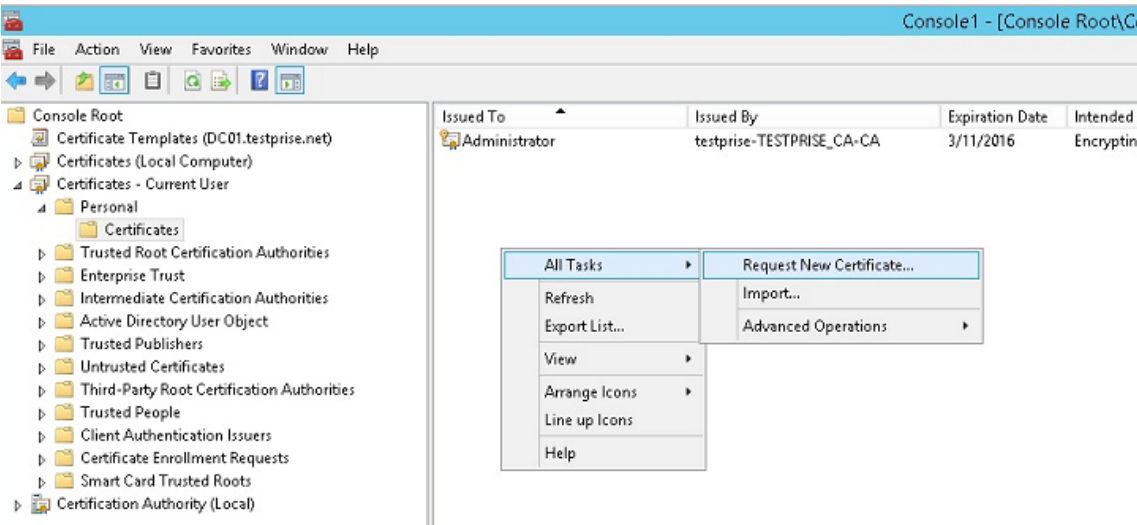 Console1 - [Console Root\C
File Action View Favorites Window Help
Console Root
Certificate Templates (DC01.testprise.net)
Certificates (Local Computer)
Certificates - Current User
Personal
Certificates
Trusted Root Certification Authorities
Enterprise Trust
Intermediate Certification Authorities
Active Directory User Object
Trusted Publishers
Untrusted Certificates
Third-Party Root Certification Authorities
Trusted People
Client Authentication Issuers
Certificate Enrollment Requests
Smart Card Trusted Roots
Certification Authority (Local)
Issued To Issued By Expiration Date Intended
Administrator testprise-TESTPRISE_CA-CA 3/11/2016 Encryptin
All Tasks
Refresh
Export List...
View
Arrange Icons
Line up Icons
Help
Request New Certificate...
Import...
Advanced Operations